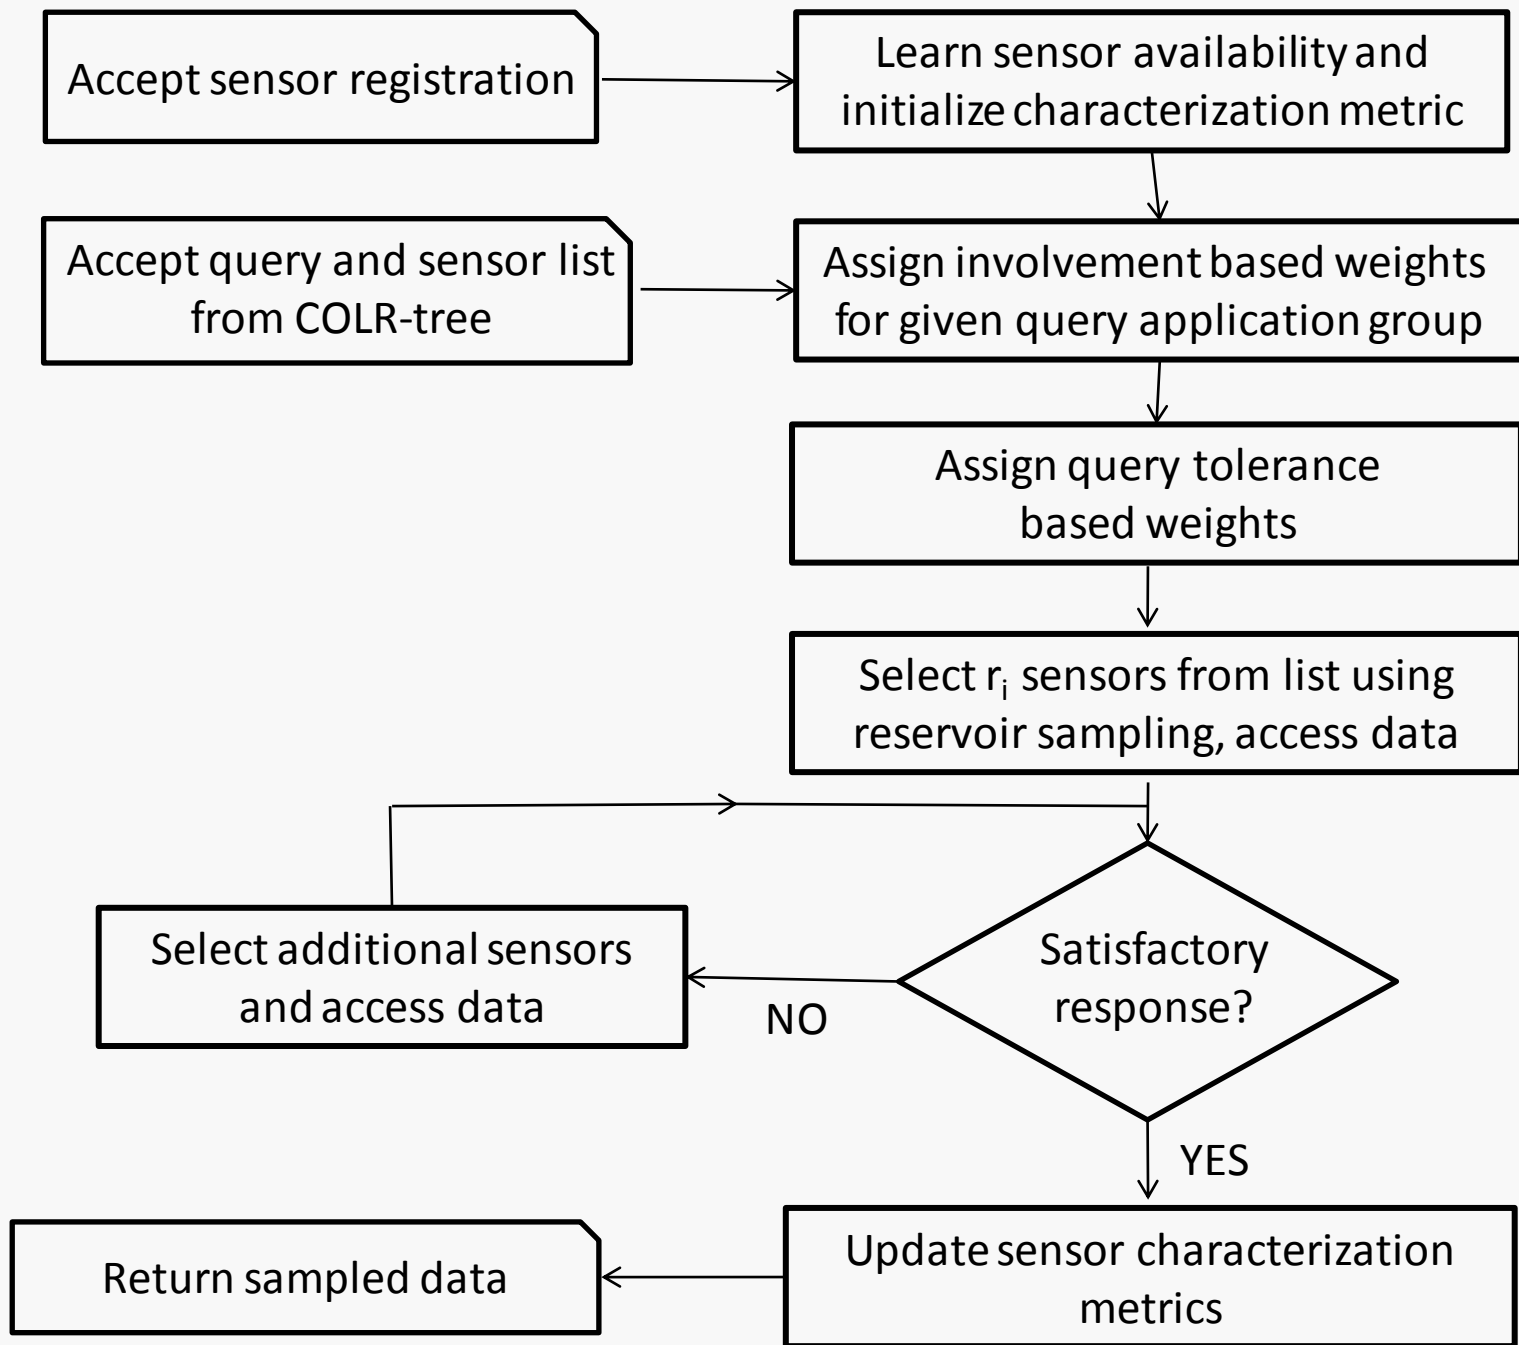 Accept sensor registration
Learn sensor availability and
initialize characterization metric
Accept query and sensor list
from COLR-tree
Assign involvement based weights
for given query application group
Assign query tolerance
based weights
Select rᵢ sensors from list using
reservoir sampling, access data
Select additional sensors
and access data
NO
Satisfactory
response?
YES
Return sampled data
Update sensor characterization
metrics